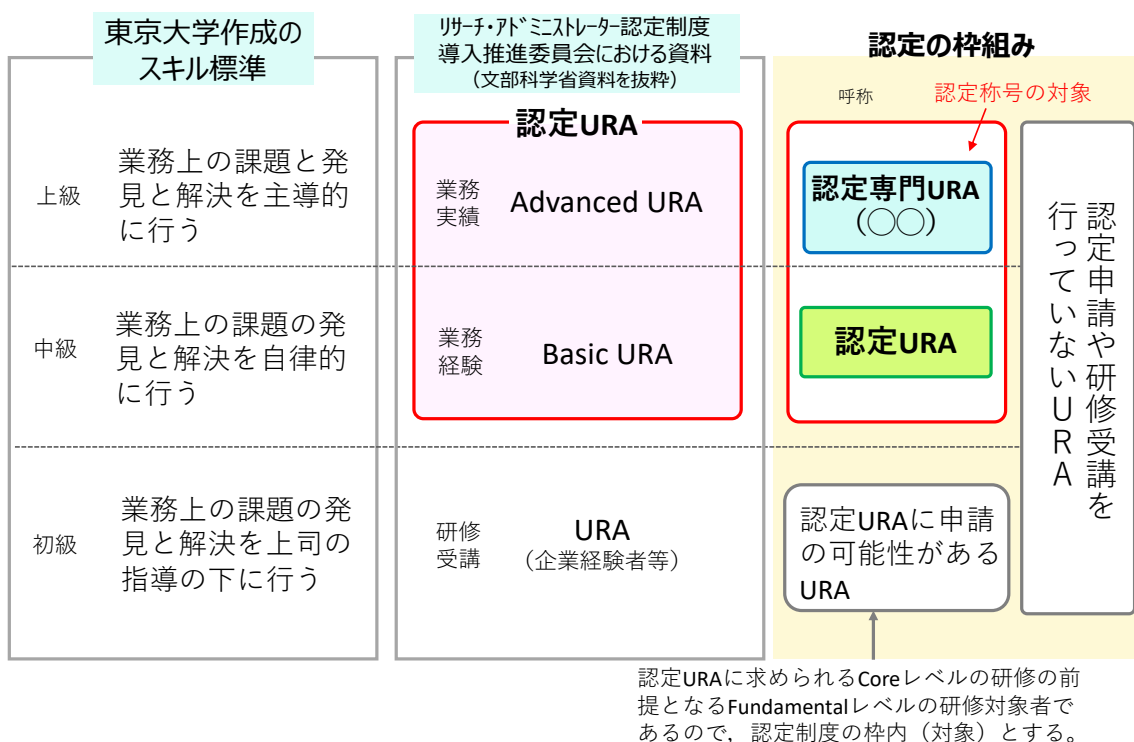 東京大学作成の
スキル標準
リサーチ・アドミニストレーター認定制度
導入推進委員会における資料
（文部科学省資料を抜粋）
認定の枠組み
呼称
認定称号の対象
認定URA
上級
業務上の課題と発
見と解決を主導的
に行う
業務
実績
Advanced URA
認定専門URA
（〇〇）
中級
業務上の課題の発
見と解決を自律的
に行う
業務
経験
Basic URA
認定URA
初級
業務上の課題の発
見と解決を上司の
指導の下に行う
研修
受講
URA
（企業経験者等）
認定URAに申請
の可能性がある
URA
認定申請や研修受講を
行っていないＵＲＡ
認定URAに求められるCoreレベルの研修の前
提となるFundamentalレベルの研修対象者で
あるので，認定制度の枠内（対象）とする。